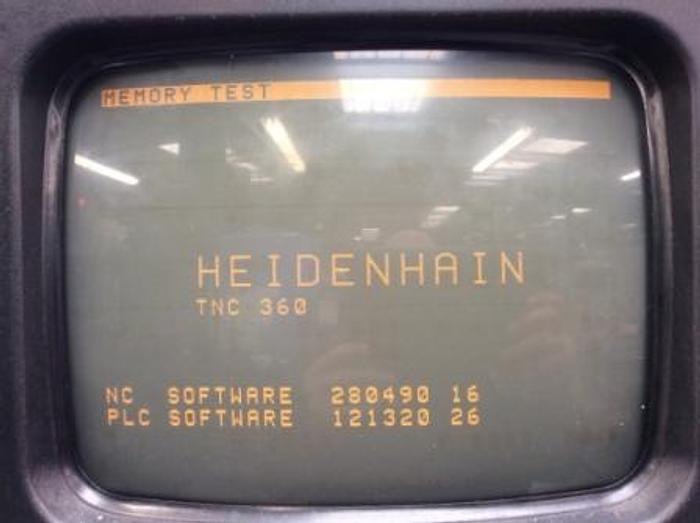 MEMORY TEST
HEIDENHAIN
TNC 360
NC SOFTWARE 280490 16
PLC SOFTWARE 121320 26